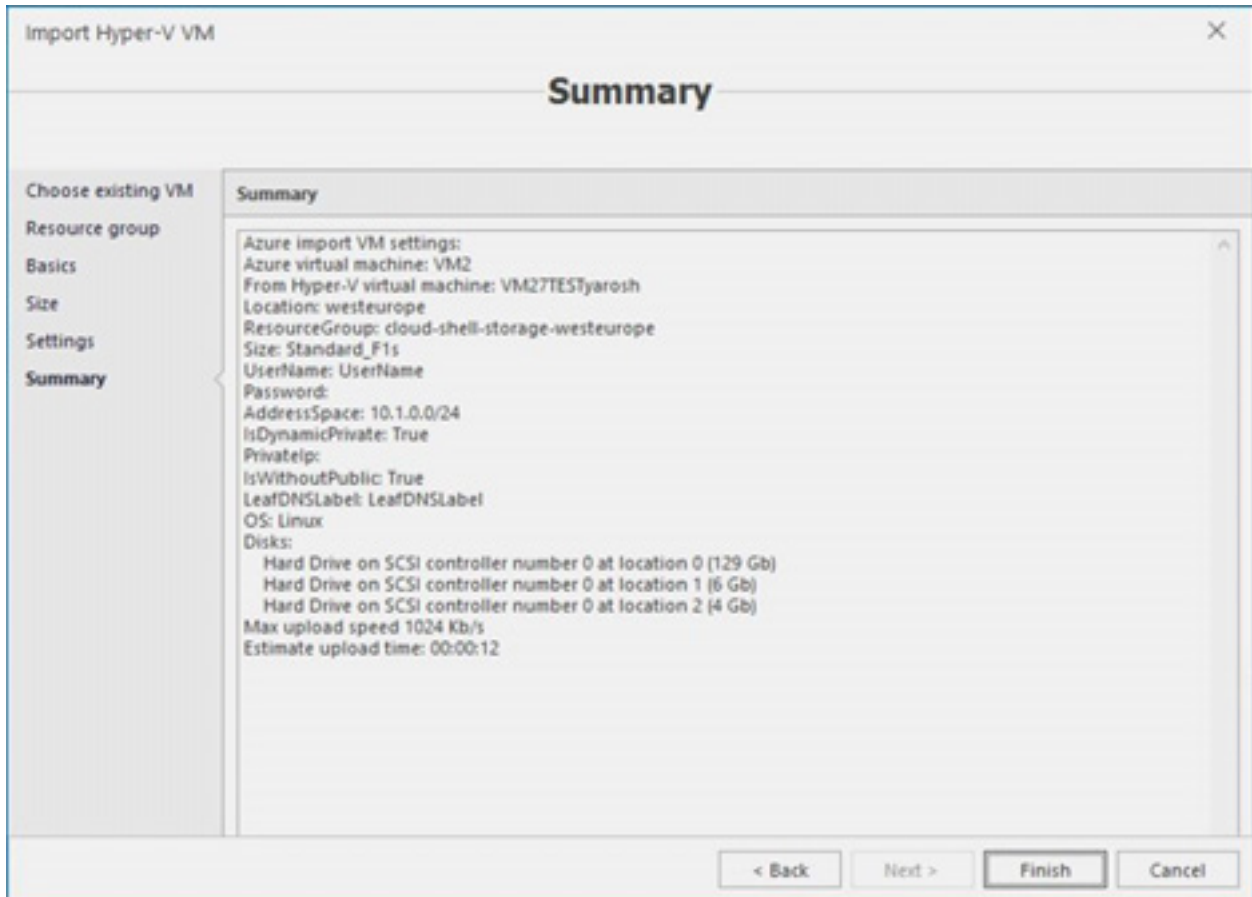 Import Hyper-V VM
Summary
Choose existing VM
Resource group
Basics
Size
Settings
Summary
Summary
Azure import VM settings:
Azure virtual machine: VM2
From Hyper-V virtual machine: VM27TESTyarosh
Location: westeurope
ResourceGroup: cloud-shell-storage-westeurope
Size: Standard_F1s
UserName: UserName
Password:
AddressSpace: 10.1.0.0/24
IsDynamicPrivate: True
PrivateIp:
IsWithoutPublic: True
LeafDNSLabel: LeafDNSLabel
OS: Linux
Disks:
Hard Drive on SCSI controller number 0 at location 0 (129 Gb)
Hard Drive on SCSI controller number 0 at location 1 (6 Gb)
Hard Drive on SCSI controller number 0 at location 2 (4 Gb)
Max upload speed 1024 Kb/s
Estimate upload time: 00:00:12
< Back
Next >
Finish
Cancel